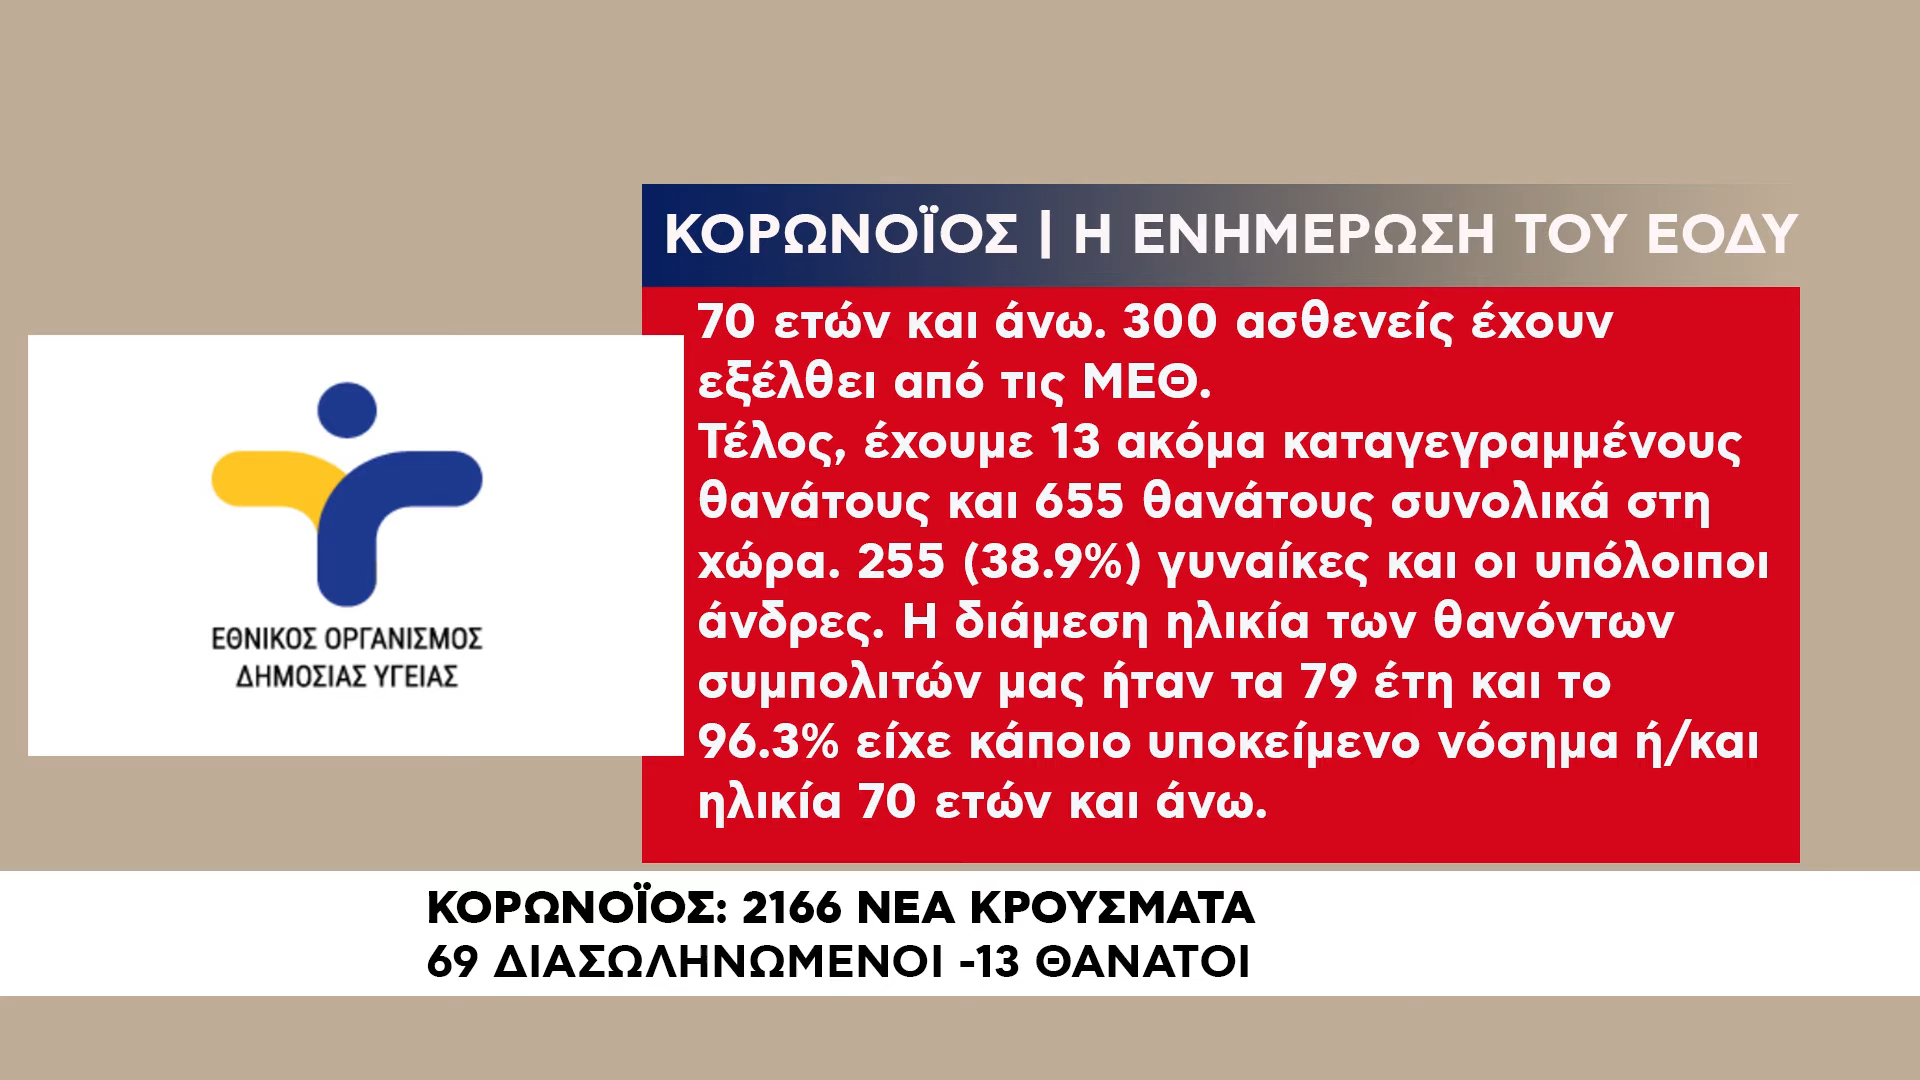 ΚΟΡΩΝΟΪΟΣ | Η ΕΝΗΜΕΡΩΣΗ ΤΟΥ ΕΟΔΥ
70 ετών και άνω. 300 ασθενείς έχουν
εξέλθει από τις ΜΕΘ.
Τέλος, έχουμε 13 ακόμα καταγεγραμμένους
θανάτους και 655 θανάτους συνολικά στη
χώρα. 255 (38.9%) γυναίκες και οι υπόλοιποι
άνδρες. Η διάμεση ηλικία των θανόντων
συμπολιτών μας ήταν τα 79 έτη και το
96.3% είχε κάποιο υποκείμενο νόσημα ή/και
ηλικία 70 ετών και άνω.
ΕΘΝΙΚΟΣ ΟΡΓΑΝΙΣΜΟΣ
ΔΗΜΟΣΙΑΣ ΥΓΕΙΑΣ
ΚΟΡΩΝΟΪΟΣ: 2166 ΝΕΑ ΚΡΟΥΣΜΑΤΑ
69 ΔΙΑΣΩΛΗΝΩΜΕΝΟΙ -13 ΘΑΝΑΤΟΙ